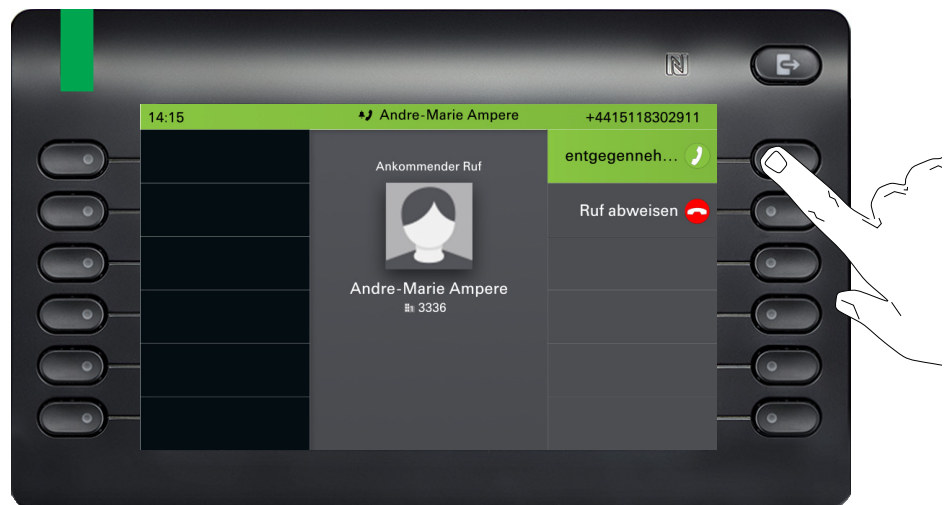 14:15
Andre-Marie Ampere
+4415118302911
Ankommender Ruf
entgegenneh...
Ruf abweisen
Andre-Marie Ampere
3336